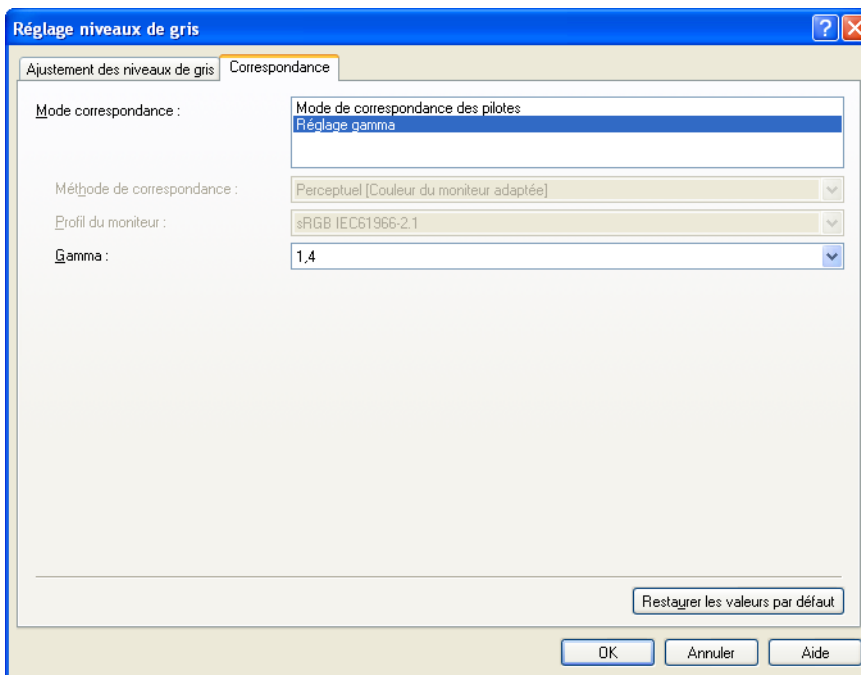 Réglage niveaux de gris
Ajustement des niveaux de gris Correspondance
Mode correspondance :
Mode de correspondance des pilotes
Réglage gamma
Méthode de correspondance : Perceptuel [Couleur du moniteur adaptée]
Profil du moniteur : sRGB IEC61966-2.1
Gamma : 1,4
Restaurer les valeurs par défaut
OK Annuler Aide